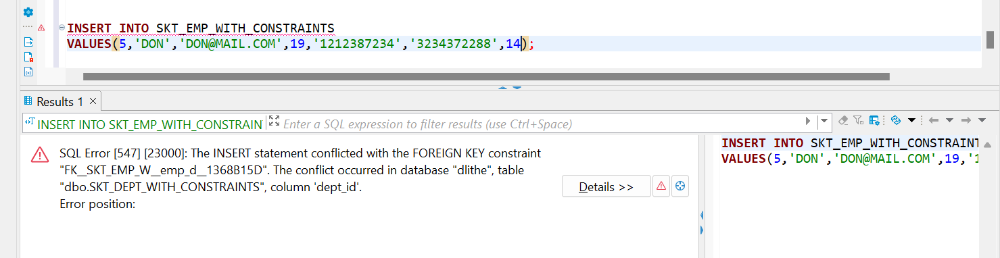 INSERT INTO SKT_EMP_WITH_CONSTRAINTS
VALUES(5,'DON','DON@MAIL.COM',19,'1212387234','3234372288',14);
Results 1
INSERT INTO SKT_EMP_WITH_CONSTRAIN
Enter a SQL expression to filter results (use Ctrl+Space)
SQL Error [547] [23000]: The INSERT statement conflicted with the FOREIGN KEY constraint
"FK__SKT_EMP_W__emp_d__1368B15D". The conflict occurred in database "dlithe", table
"dbo.SKT_DEPT_WITH_CONSTRAINTS", column 'dept_id'.
Error position:
Details >>
INSERT INTO SKT_EMP_WITH_CONSTRAINT
VALUES(5,'DON','DON@MAIL.COM',19,'1